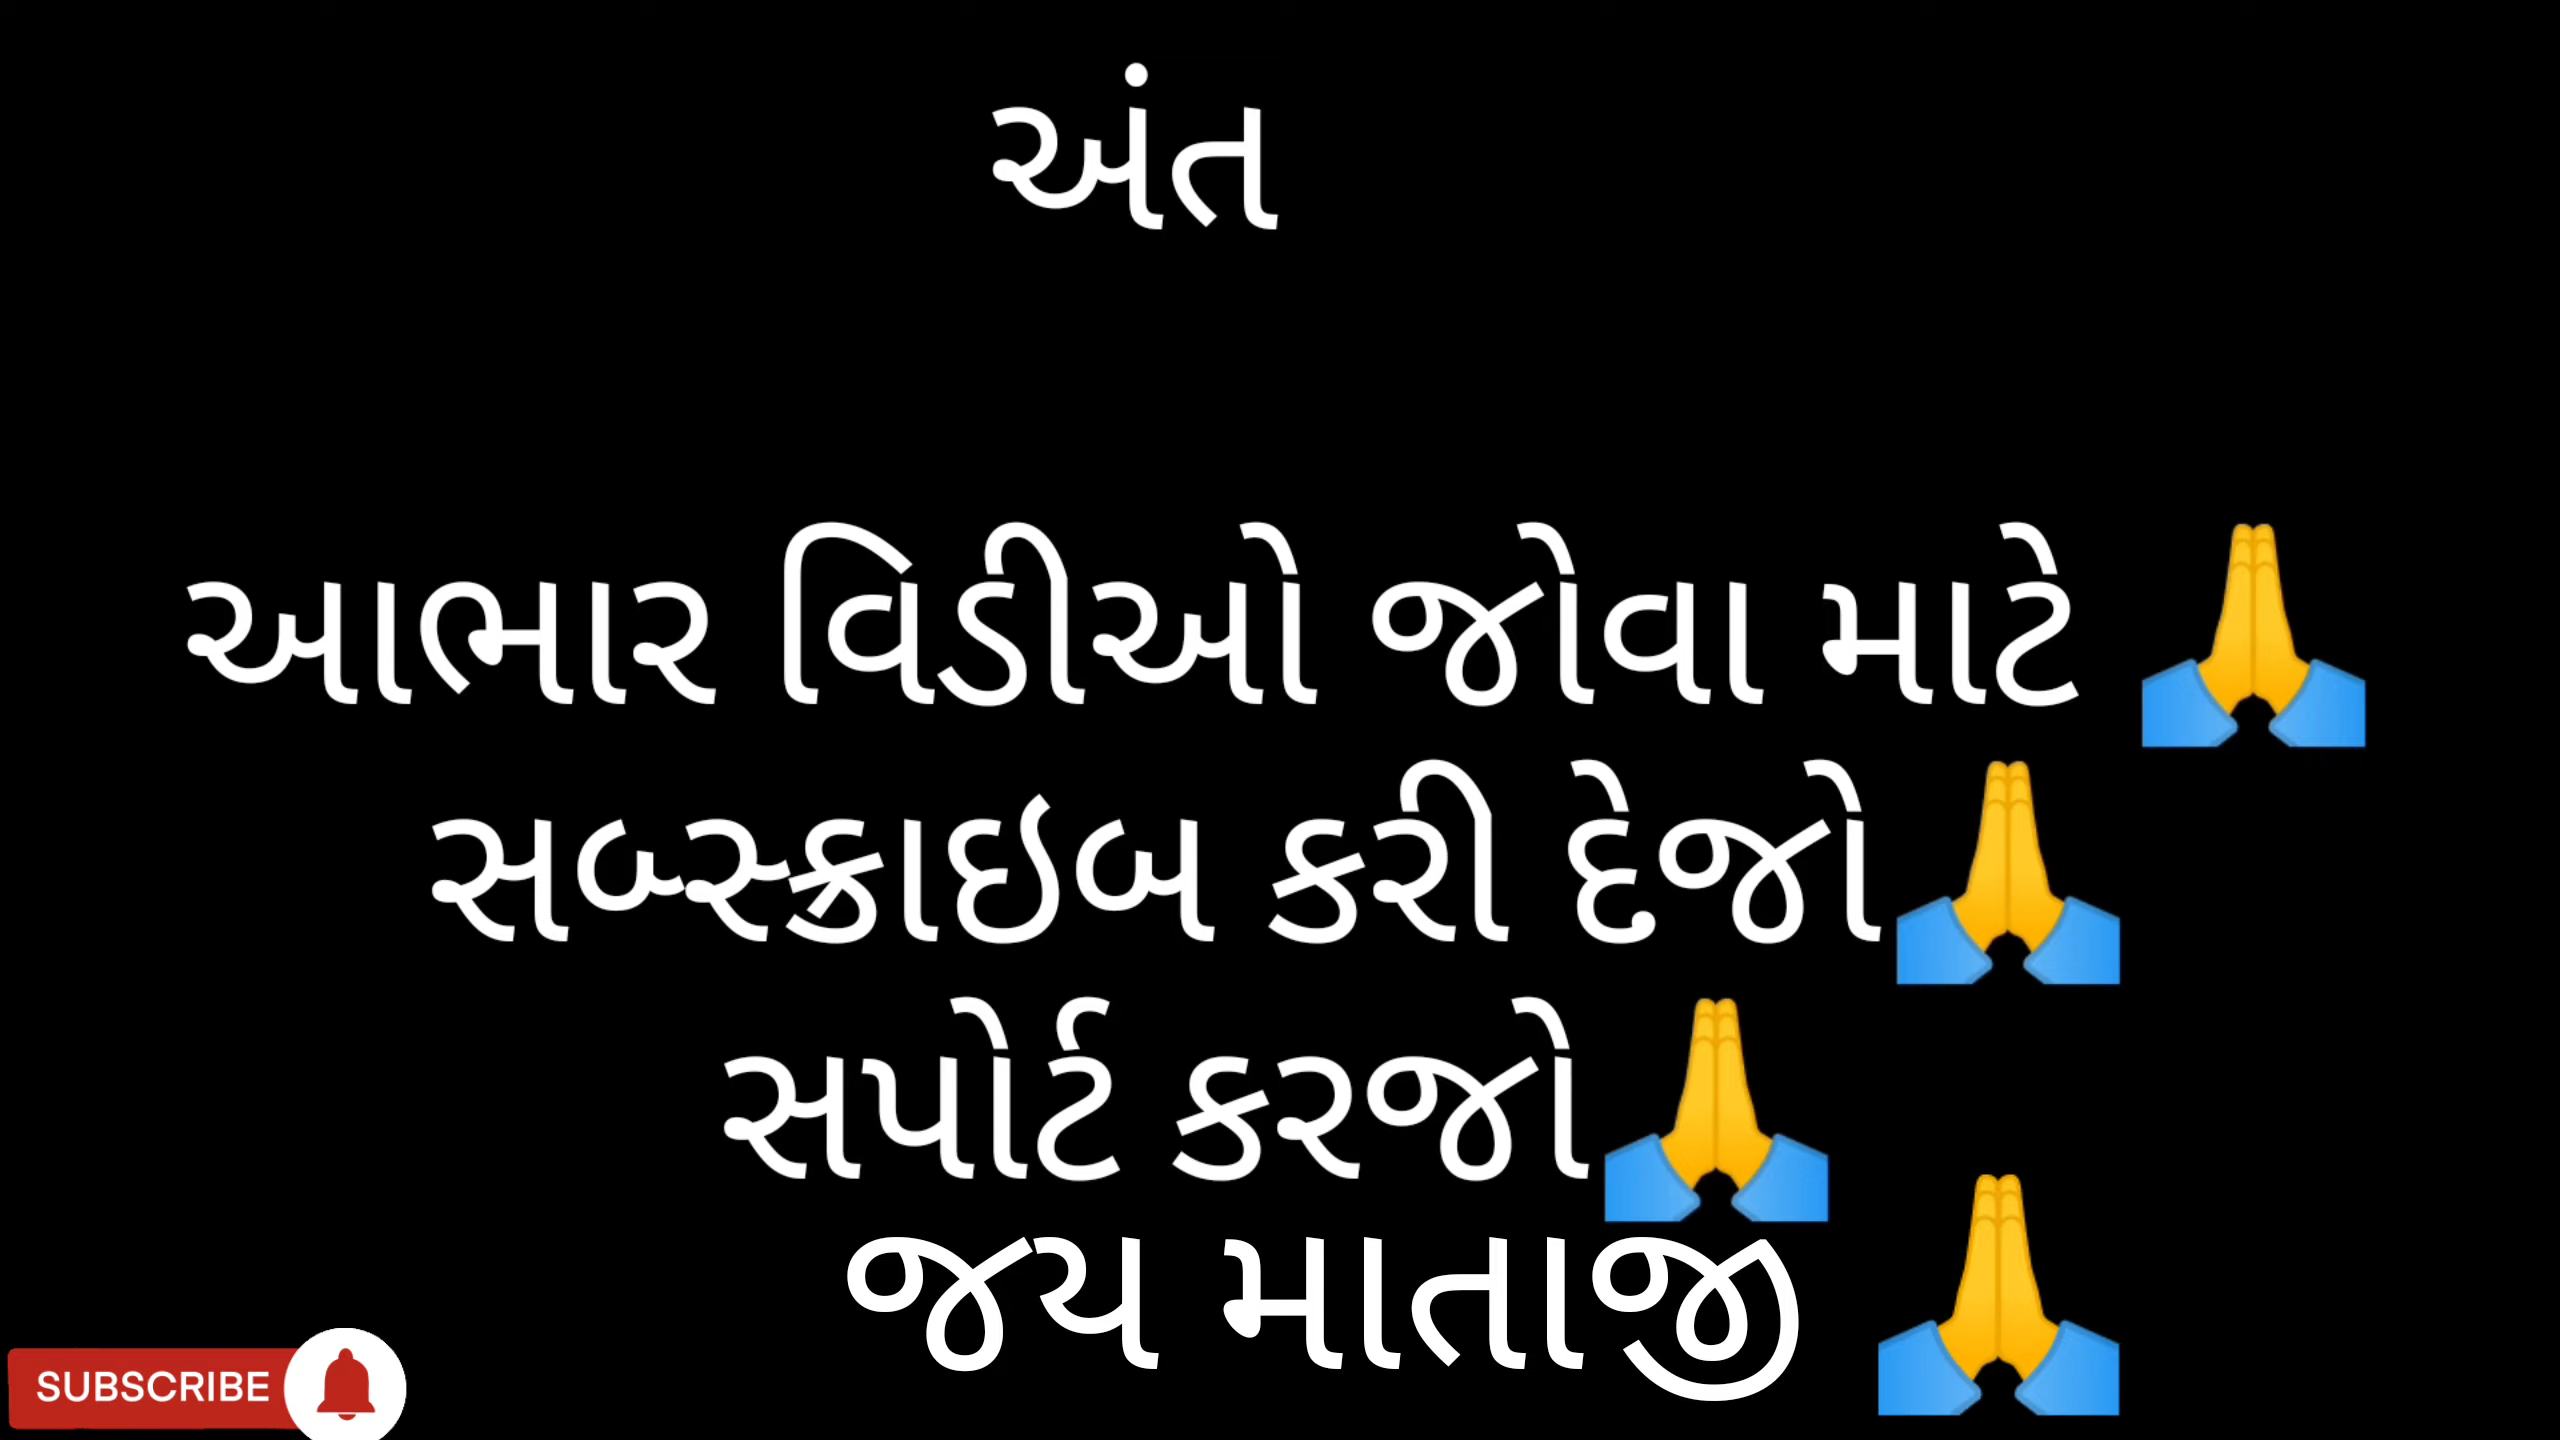 અંત
આભાર વિડીઓ જોવા માટે 🙏
સબ્સ્ક્રાઇબ કરી દેજો🙏
સપોર્ટ કરજો🙏
જય માતાજી 🙏
SUBSCRIBE